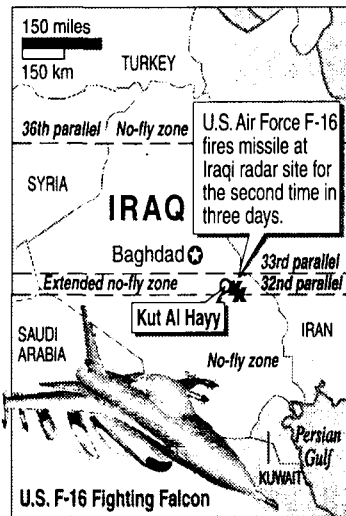 150 miles
150 km
TURKEY
36th parallel No-fly zone
U.S. Air Force F-16
fires missile at
Iraqi radar site for
the second time in
three days.
SYRIA
IRAQ
Baghdad
33rd parallel
Extended no-fly zone
32nd parallel
Kut Al Hayy
SAUDI
ARABIA
IRAN
No-fly zone
Persian
Gulf
KUWAIT
U.S. F-16 Fighting Falcon